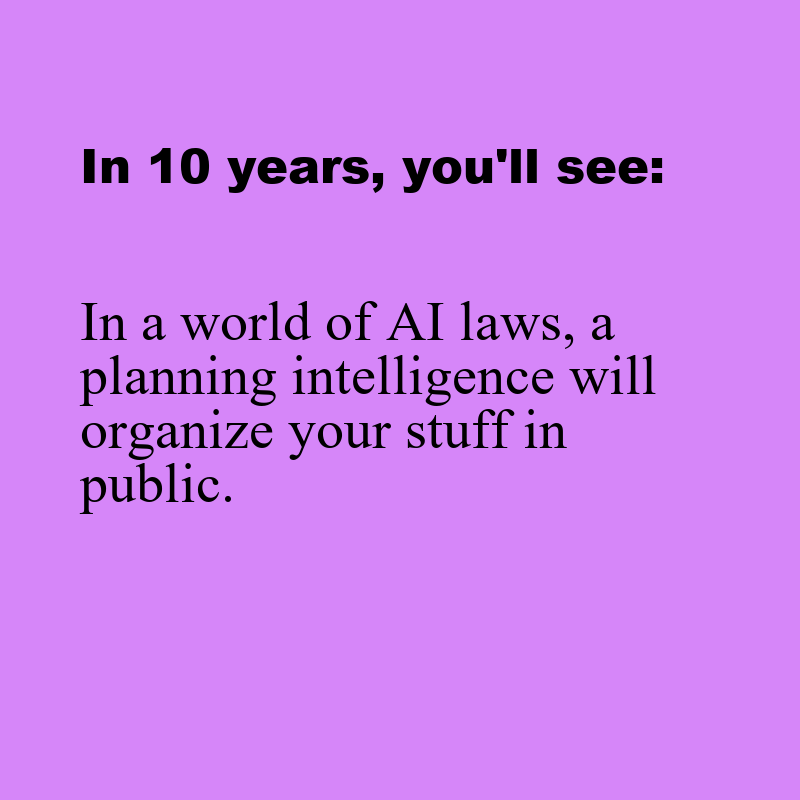 In 10 years, you'll see:
In a world of AI laws, a
planning intelligence will
organize your stuff in
public.